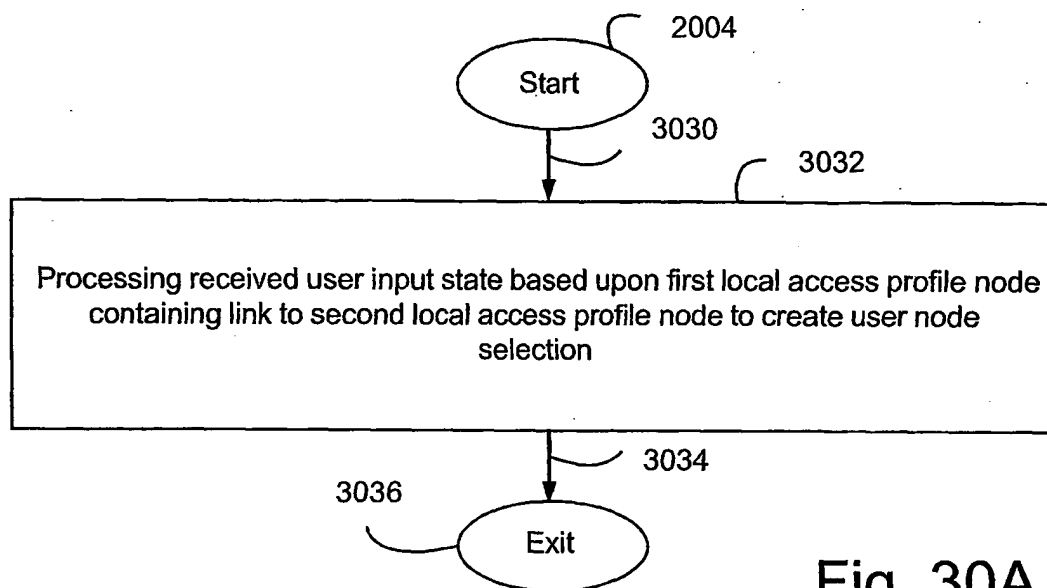 2004
Start
3030
3032
Processing received user input state based upon first local access profile node
containing link to second local access profile node to create user node
selection
3034
3036
Exit
Fig. 30A